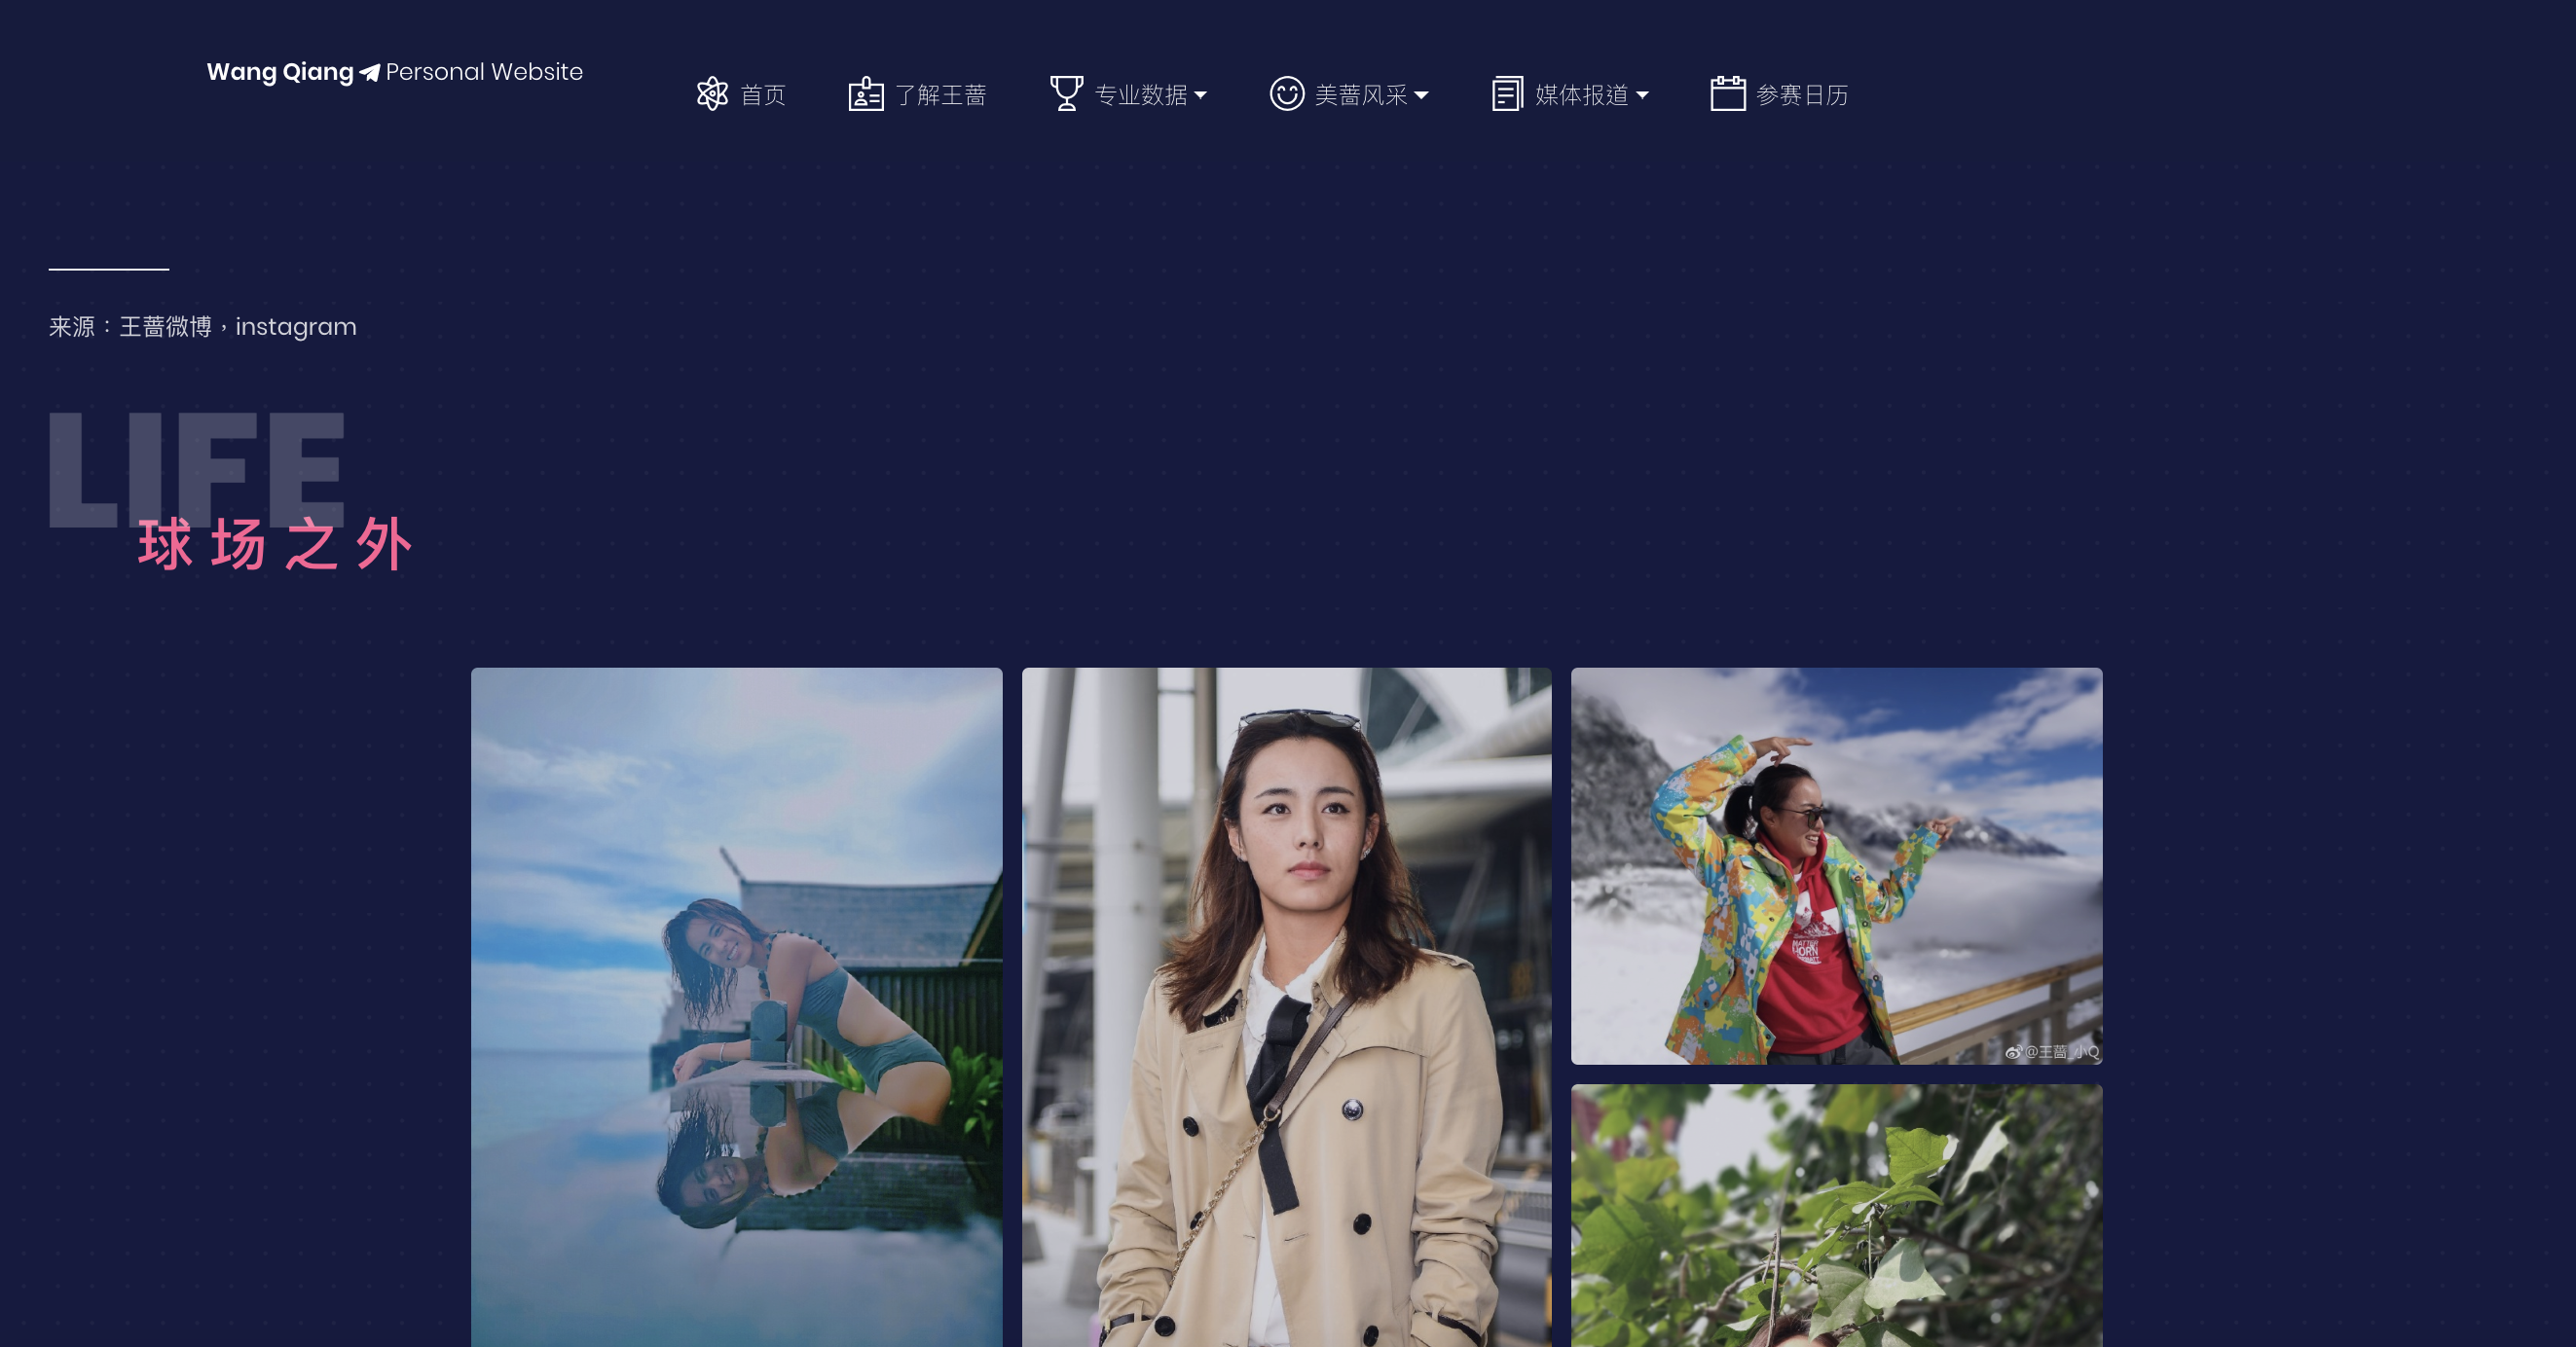 Wang Qiang Personal Website
首页 了解王蔷 专业数据 美蔷风采 媒体报道 参赛日历
来源：王蔷微博，instagram
LIFE
球场之外
MATTER
HORN
@王蔷_小Q